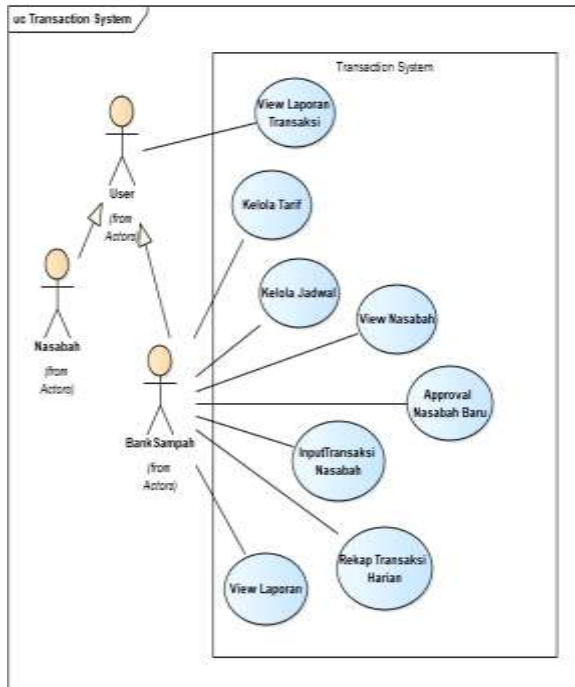 uc Transaction System
Transaction System
View Laporan
Transaksi
User
(from
Actors)
Kelola Tarif
Nasabah
(from
Actors)
Kelola Jadwal
View Nasabah
BankSampah
(from
Actors)
Approval
Nasabah Baru
InputTransaksi
Nasabah
Rekap Transaksi
Harian
View Laporan